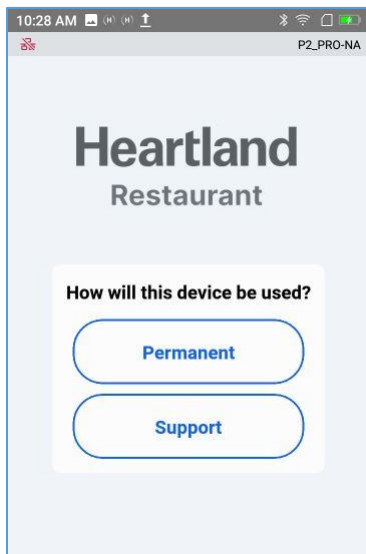 10:28 AM
P2_PRO-NA
Heartland
Restaurant
How will this device be used?
Permanent
Support